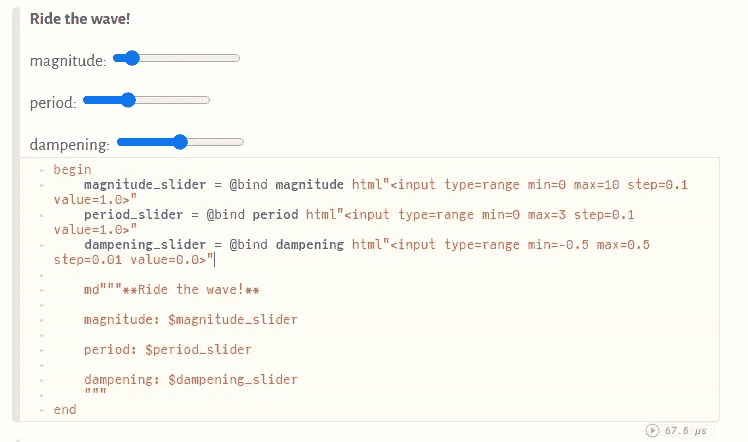 Ride the wave!
magnitude:
period:
dampening:
begin
magnitude_slider = @bind magnitude html"<input type=range min=0 max=10 step=0.1
value=1.0>"
period_slider = @bind period html"<input type=range min=0 max=3 step=0.1
value=1.0>"
dampening_slider = @bind dampening html"<input type=range min=-0.5 max=0.5
step=0.01 value=0.0>"
md"""**Ride the wave!**
magnitude: $magnitude_slider
period: $period_slider
dampening: $dampening_slider
"""
end
67.6 μs